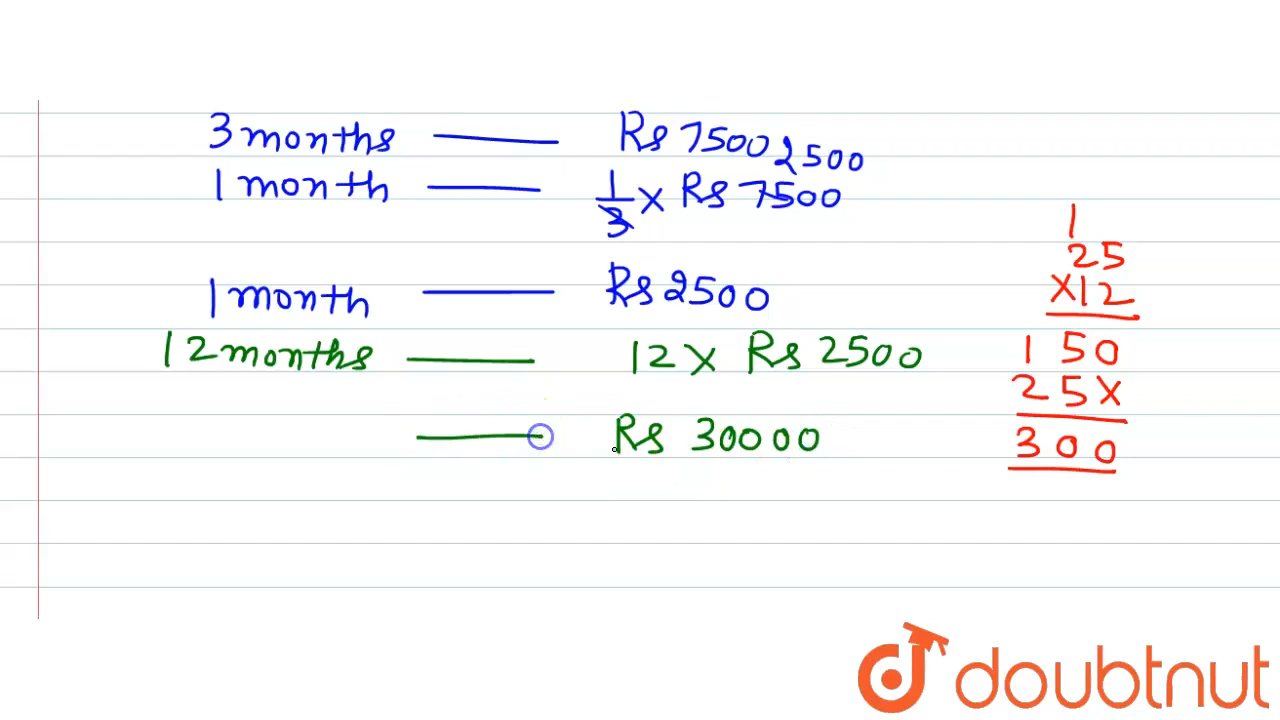 3 months —— Rs 7500
2500
1 month —— 1/3 × Rs 7500
1 month —— Rs 2500
12 months —— 12 × Rs 2500
—— Rs 30000
1
25
×12
150
25×
300
doubtnut